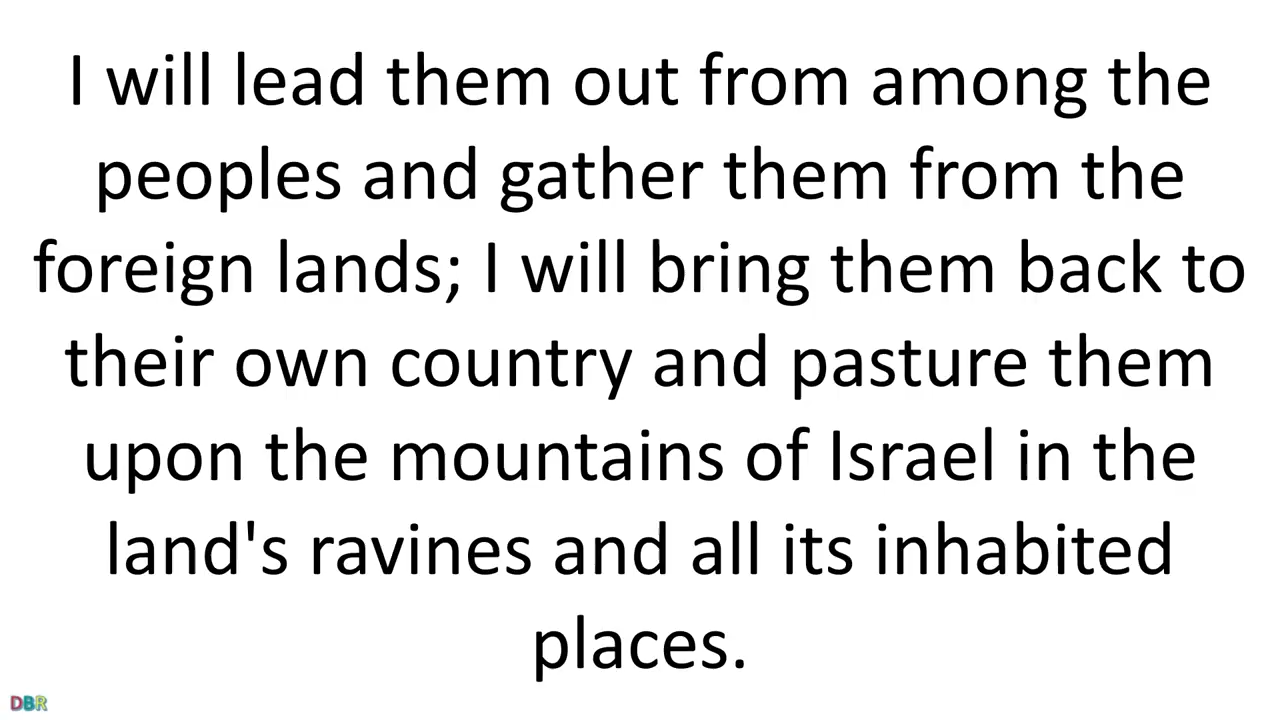 I will lead them out from among the
peoples and gather them from the
foreign lands; I will bring them back to
their own country and pasture them
upon the mountains of Israel in the
land's ravines and all its inhabited
places.
DBR